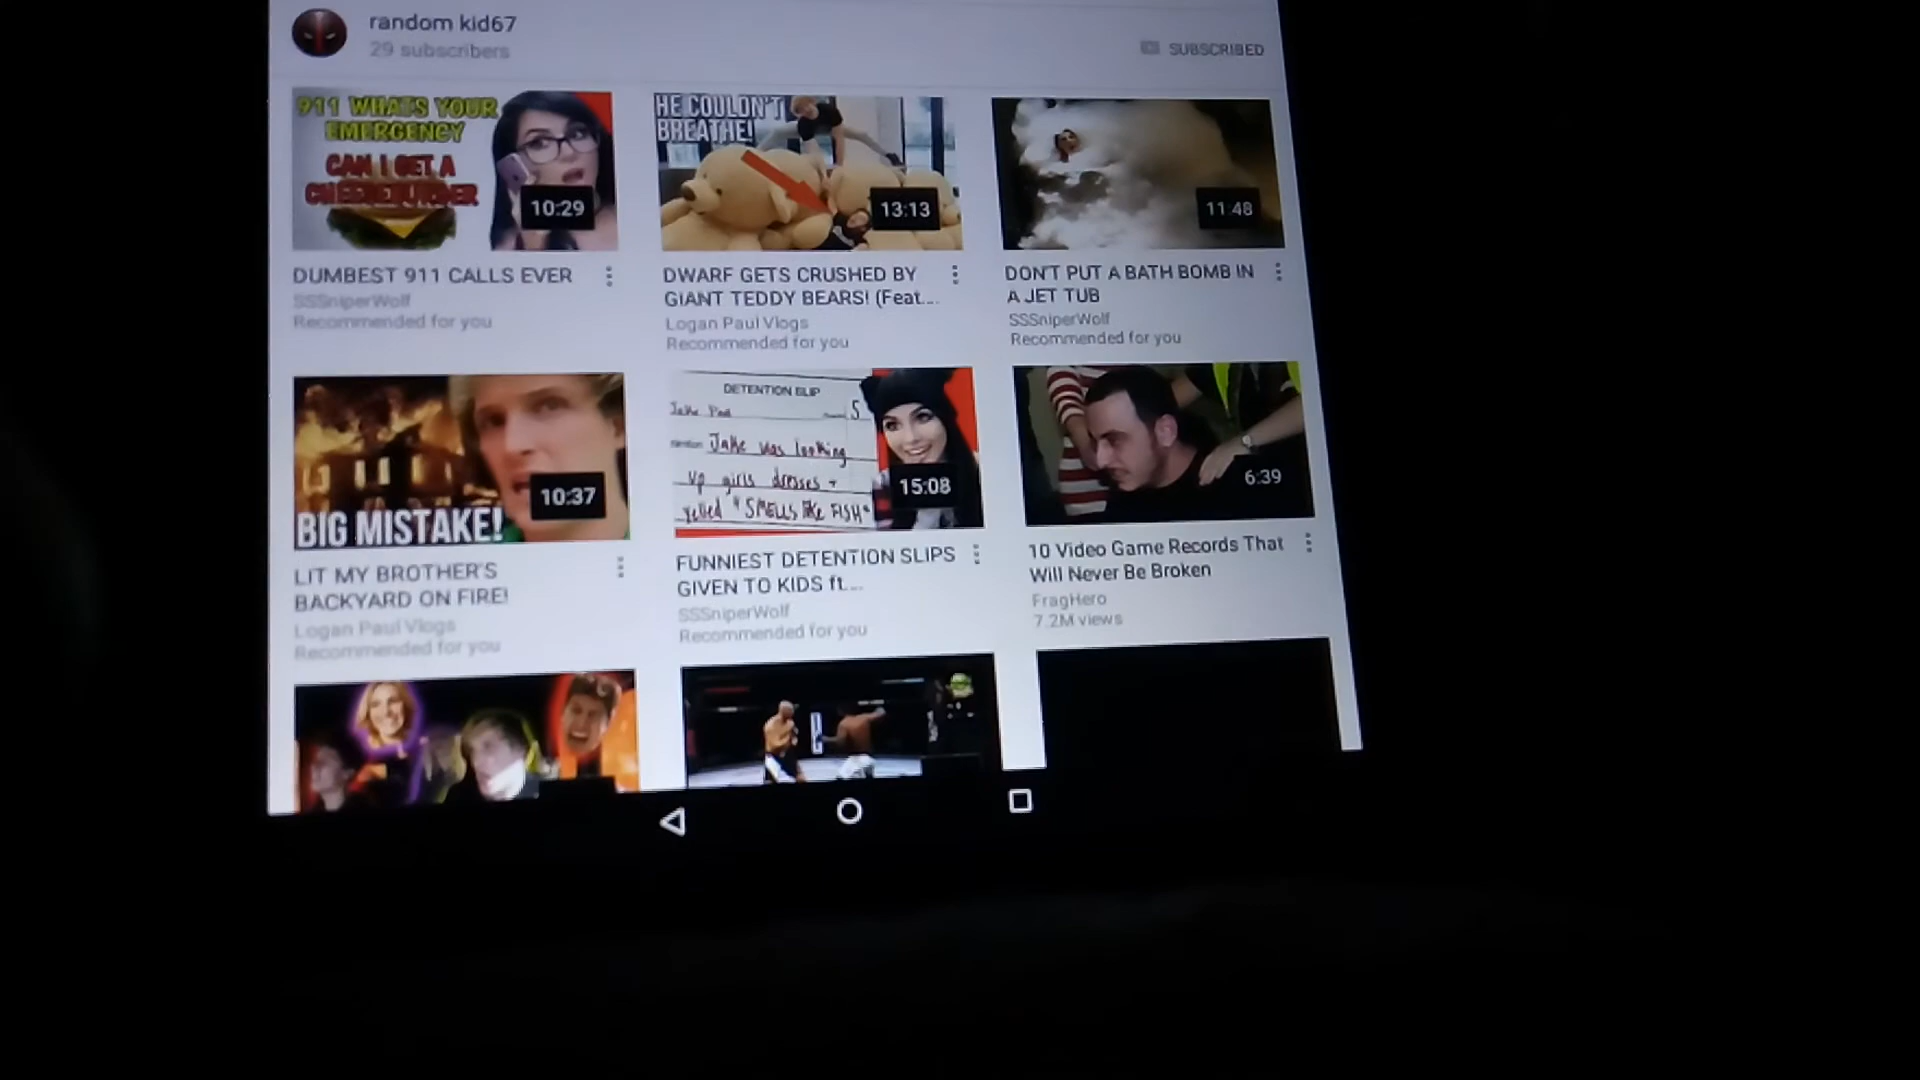 random kid67
29 subscribers
SUBSCRIBED
911 WHATS YOUR
EMERGENCY
CAN I GET A
CHEESEBURGER
10:29
HE COULDN'T
BREATHE!
13:13
11:48
DUMBEST 911 CALLS EVER
SSSniperWolf
Recommended for you
DWARF GETS CRUSHED BY
GIANT TEDDY BEARS! (Feat...
Logan Paul Vlogs
Recommended for you
DON'T PUT A BATH BOMB IN
A JET TUB
SSSniperWolf
Recommended for you
BIG MISTAKE!
10:37
DETENTION SLIP
Jake Paul
5
Jake was looking
up girls dresses +
yelled "SMELLS like FISH"
15:08
6:39
LIT MY BROTHER'S
BACKYARD ON FIRE!
Logan Paul Vlogs
Recommended for you
FUNNIEST DETENTION SLIPS
GIVEN TO KIDS ft....
SSSniperWolf
Recommended for you
10 Video Game Records That
Will Never Be Broken
FragHero
7.2M views